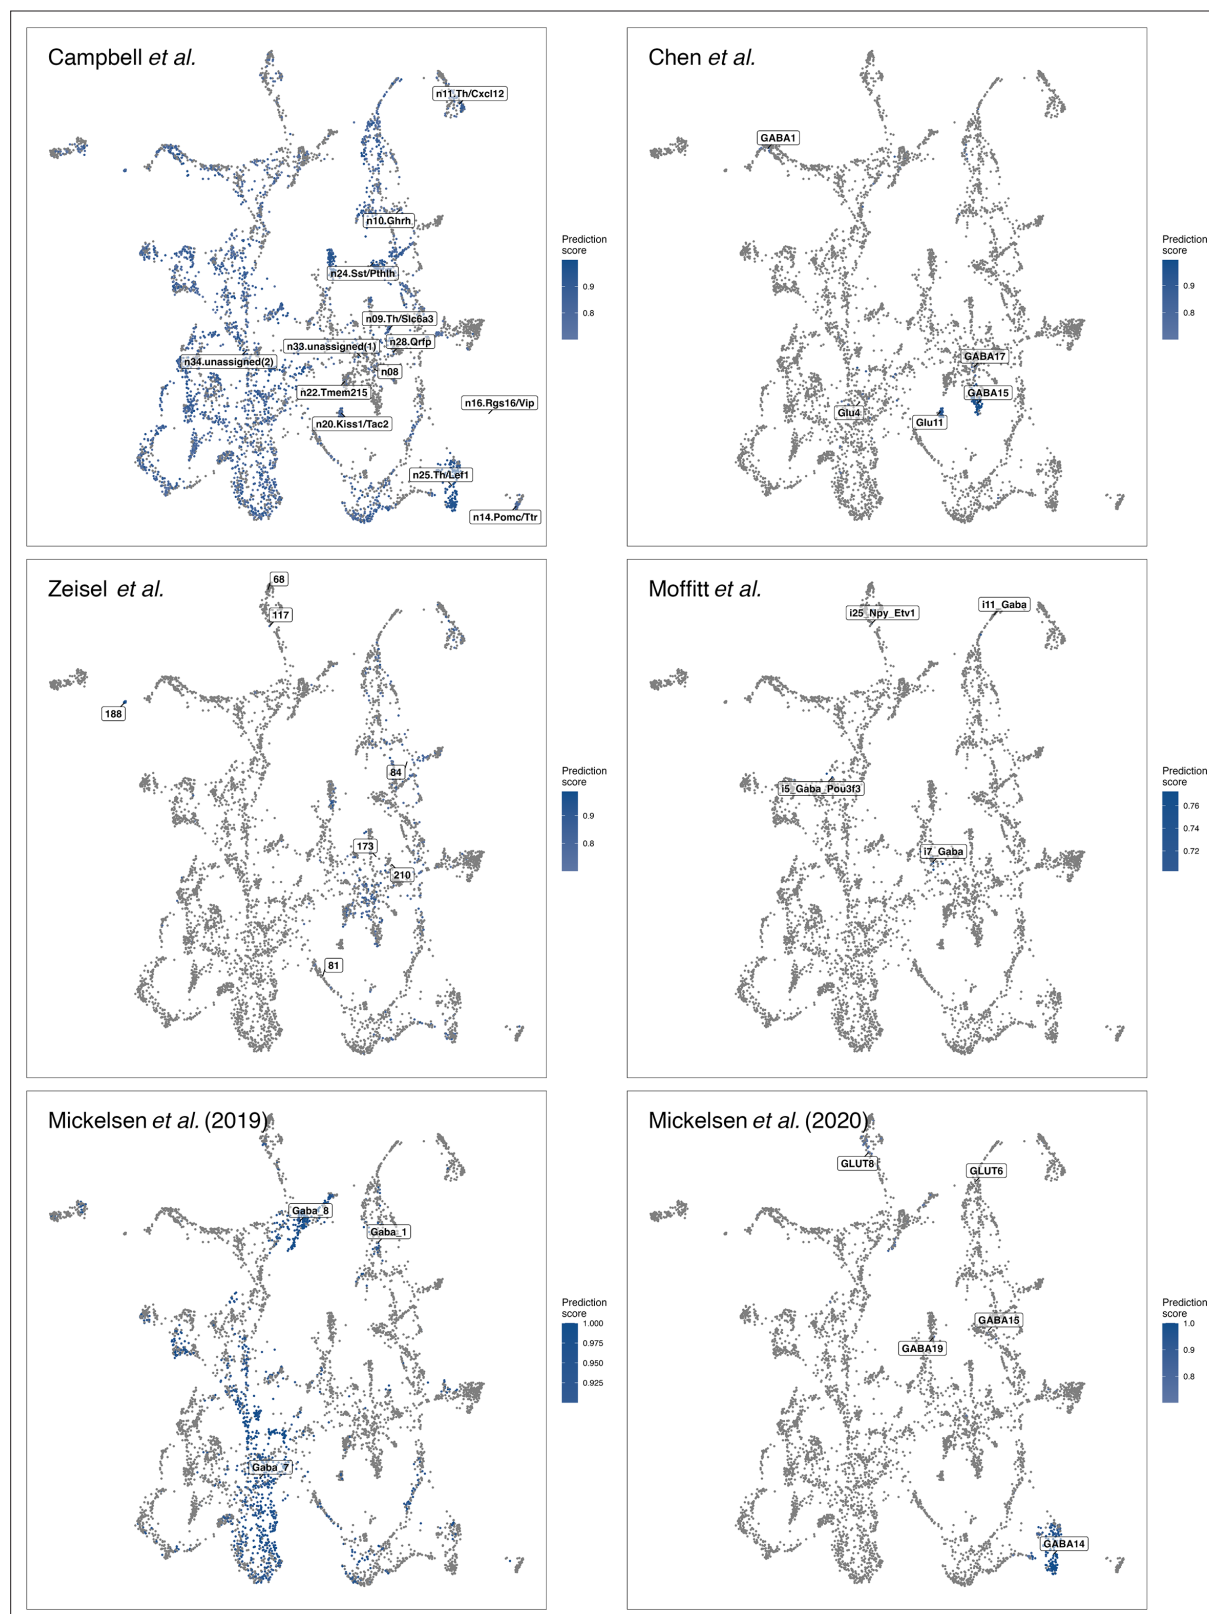 Campbell et al.
n11.Th/Cxcl12
n10.Ghrh
n24.Sst/Pthlh
n09.Th/Slc6a3
n28.Qrfp
n33.unassigned(1)
n34.unassigned(2)
n08
n22.Tmem215
n16.Rgs16/Vip
n20.Kiss1/Tac2
n25.Th/Lef1
n14.Pomc/Ttr
Prediction
score
0.9
0.8
Chen et al.
GABA1
GABA17
GABA15
Glu4
Glu11
Prediction
score
0.9
0.8
Zeisel et al.
68
117
188
84
173
210
81
Prediction
score
0.9
0.8
Moffitt et al.
i25_Npy_Etv1
i11_Gaba
i5_Gaba_Pou3f3
i7_Gaba
Prediction
score
0.76
0.74
0.72
Mickelsen et al. (2019)
Gaba_8
Gaba_1
Gaba_7
Prediction
score
1.000
0.975
0.950
0.925
Mickelsen et al. (2020)
GLUT8
GLUT6
GABA15
GABA19
GABA14
Prediction
score
1.0
0.9
0.8